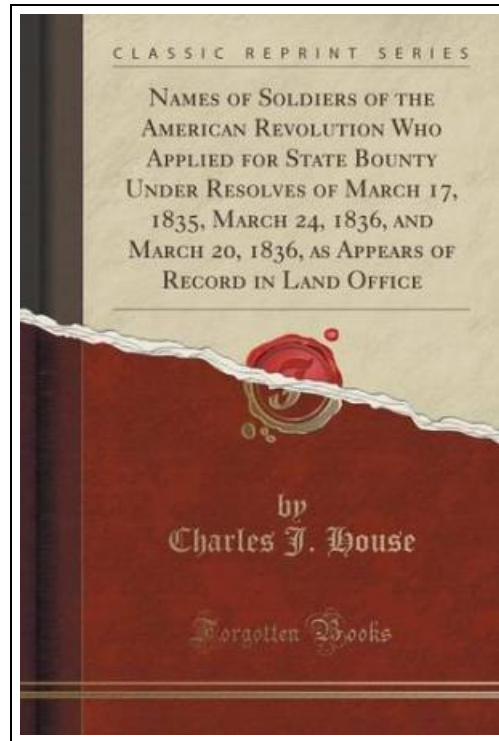 CLASSIC REPRINT SERIES
NAMES OF SOLDIERS OF THE
AMERICAN REVOLUTION WHO
APPLIED FOR STATE BOUNTY
UNDER RESOLVES OF MARCH 17,
1835, MARCH 24, 1836, AND
MARCH 20, 1836, AS APPEARS OF
RECORD IN LAND OFFICE
by
Charles J. House
Forgotten Books